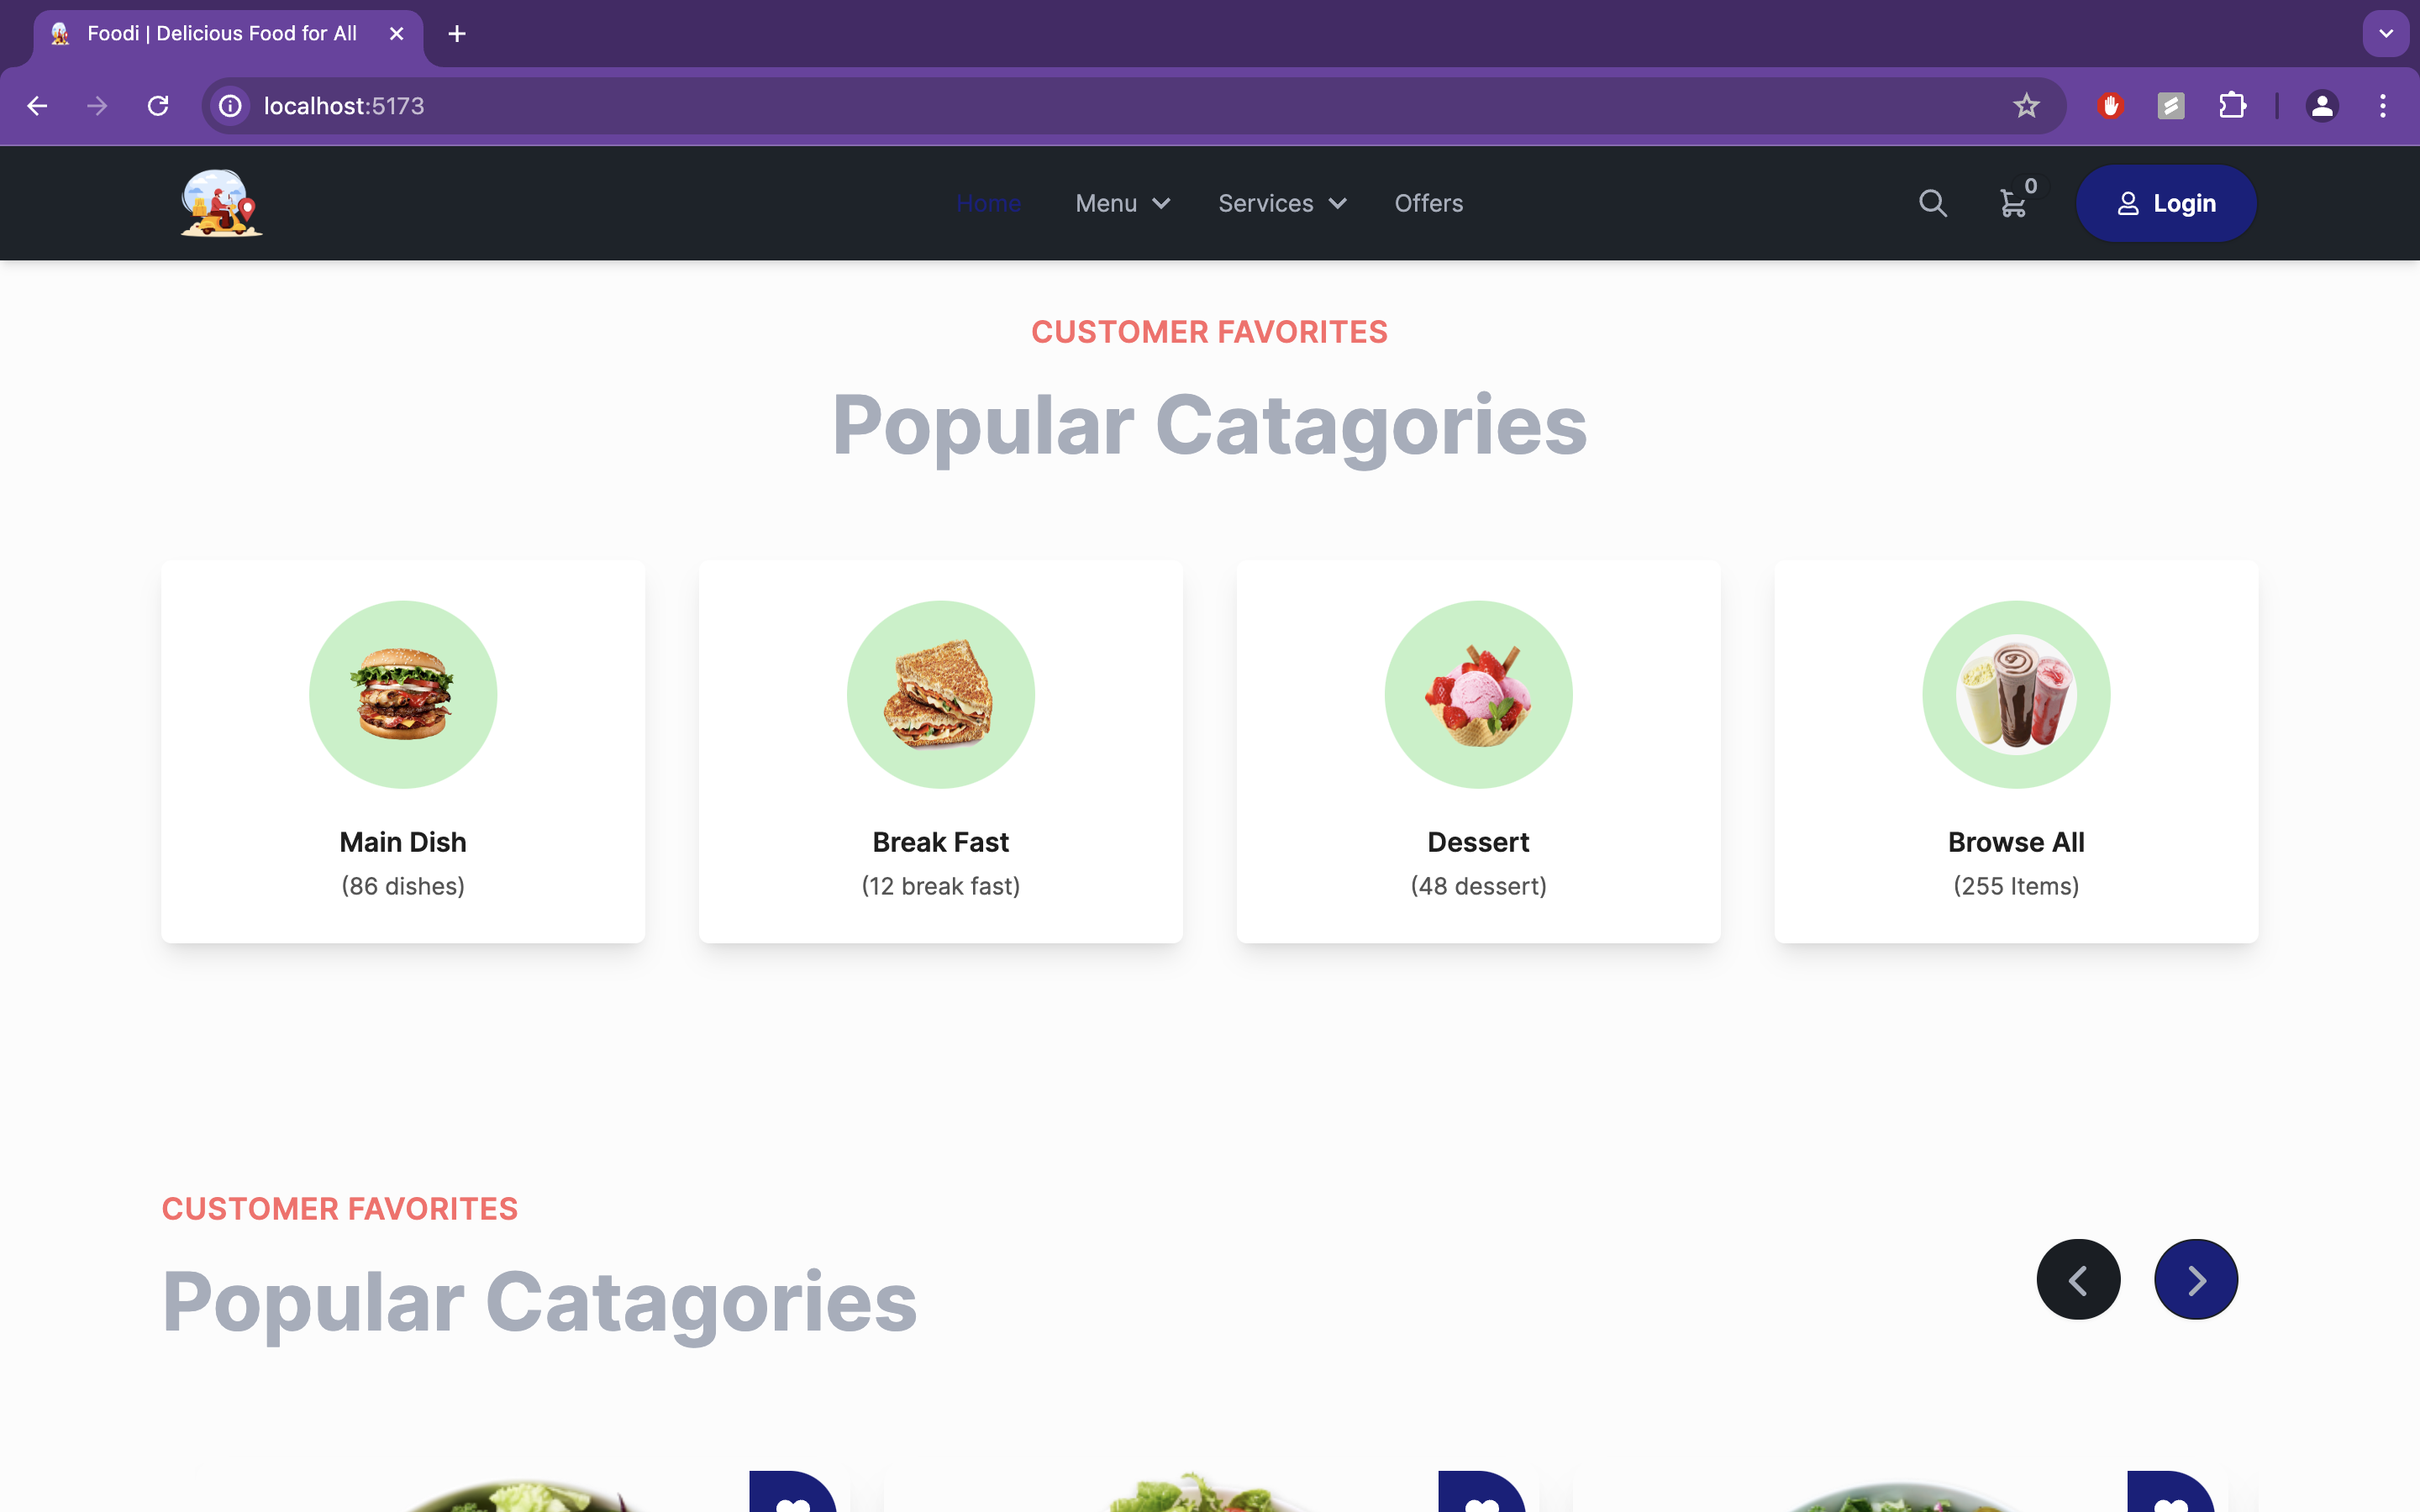 Foodi | Delicious Food for All
localhost:5173
Home Menu Services Offers 0 Login
CUSTOMER FAVORITES
Popular Catagories
Main Dish
(86 dishes)
Break Fast
(12 break fast)
Dessert
(48 dessert)
Browse All
(255 Items)
CUSTOMER FAVORITES
Popular Catagories